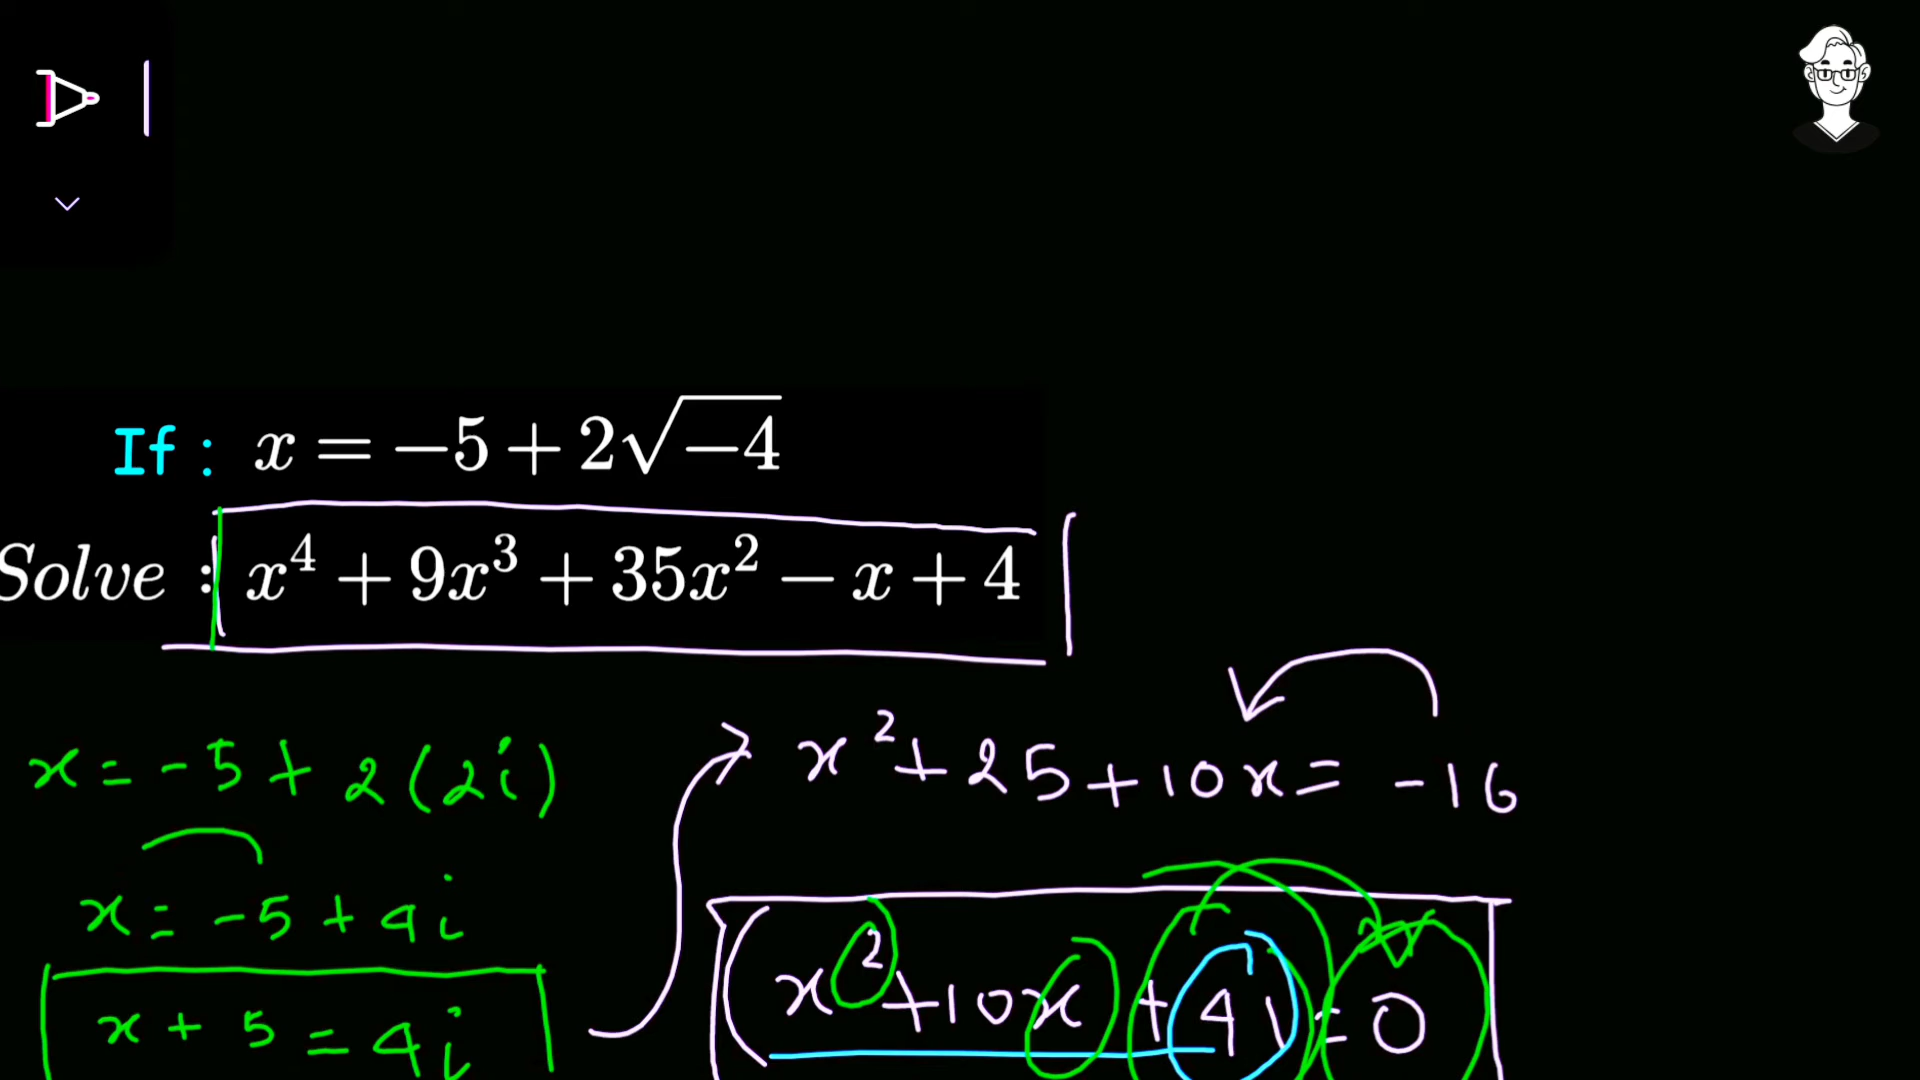 If : x = −5 + 2√−4
Solve : x⁴ + 9x³ + 35x² − x + 4
x = -5 + 2(2i)
x = -5 + 4i
x + 5 = 4i
x² + 25 + 10x = -16
(x² + 10x + 41 = 0